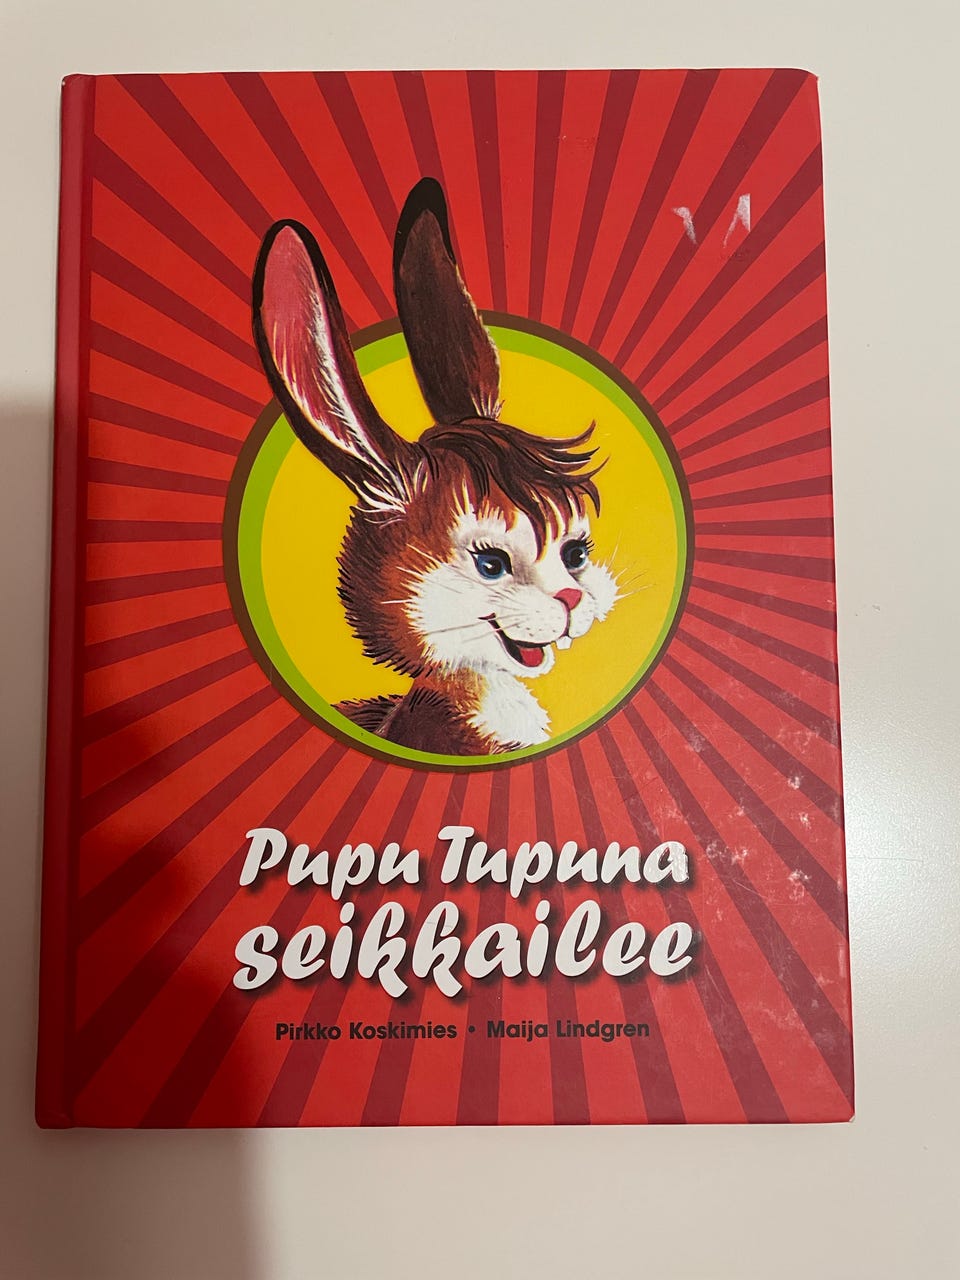 Pupu Tupuna
seikkailee
Pirkko Koskimies • Maija Lindgren